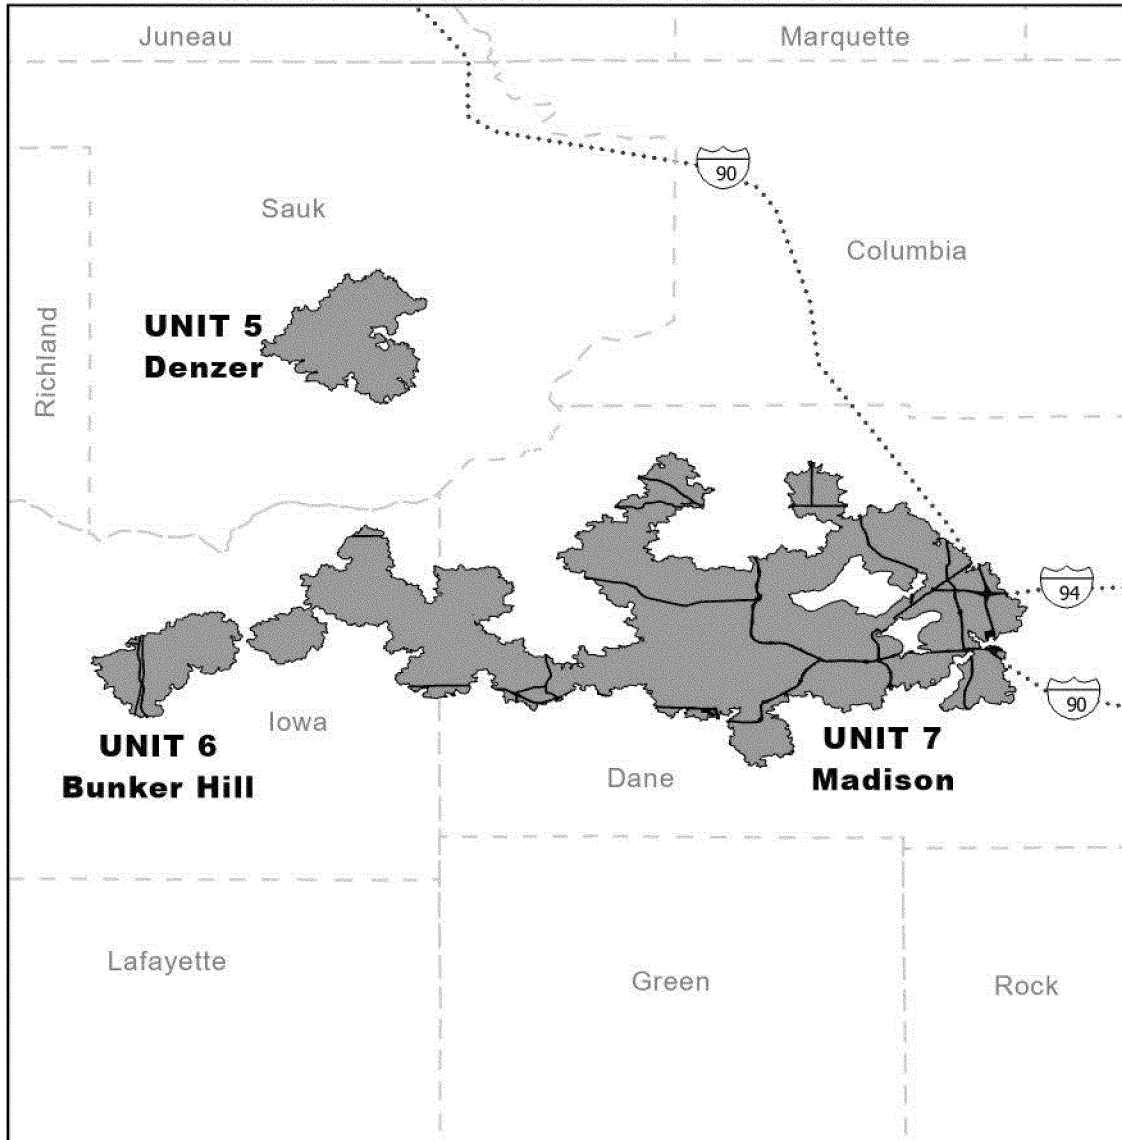 Juneau
Marquette
90
Sauk
Columbia
Richland
UNIT 5
Denzer
94
90
Iowa
UNIT 6
Bunker Hill
UNIT 7
Madison
Dane
Lafayette
Green
Rock